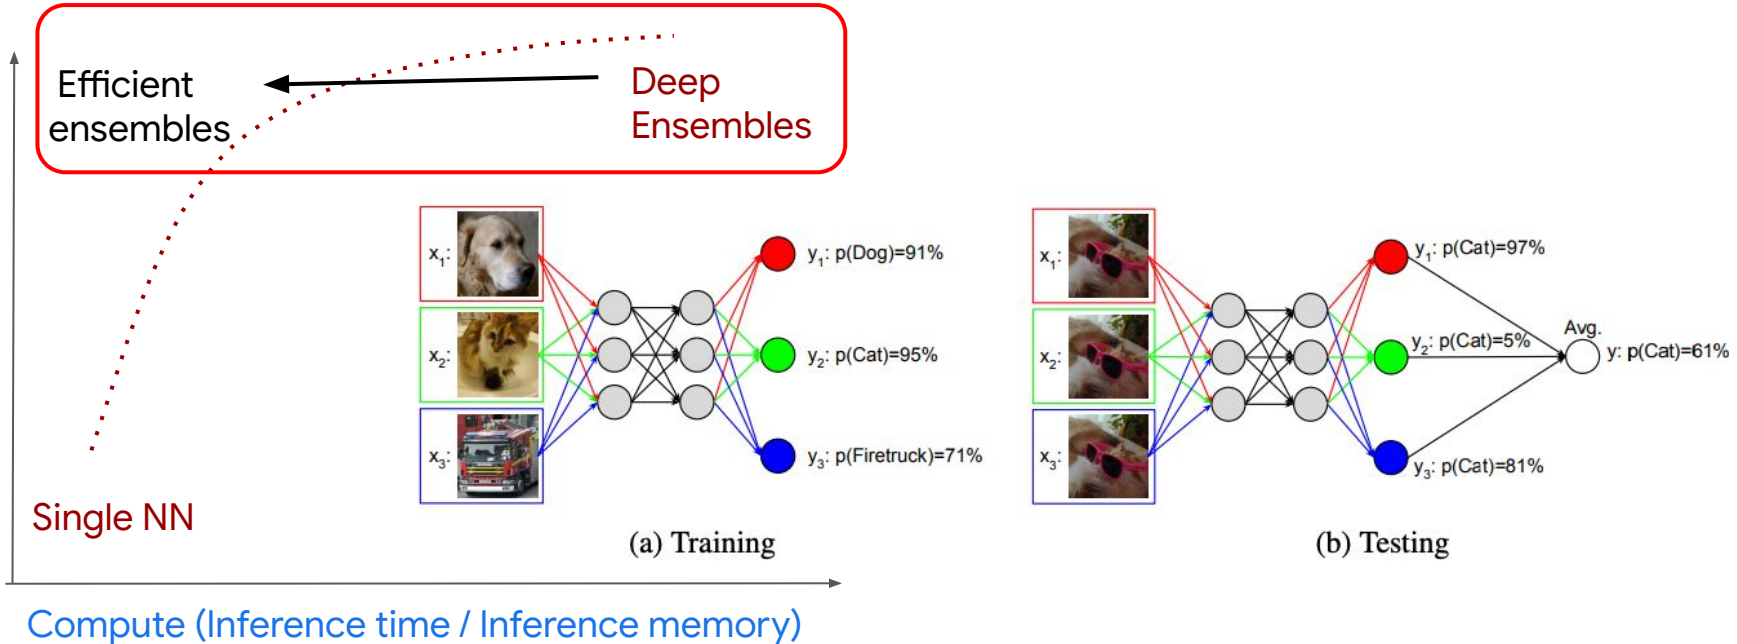 Efficient
ensembles
Deep
Ensembles
Single NN
Compute (Inference time / Inference memory)
x1:
x2:
x3:
y1: p(Dog)=91%
y2: p(Cat)=95%
y3: p(Firetruck)=71%
(a) Training
x1:
x2:
x3:
y1: p(Cat)=97%
y2: p(Cat)=5%
y3: p(Cat)=81%
Avg.
y: p(Cat)=61%
(b) Testing